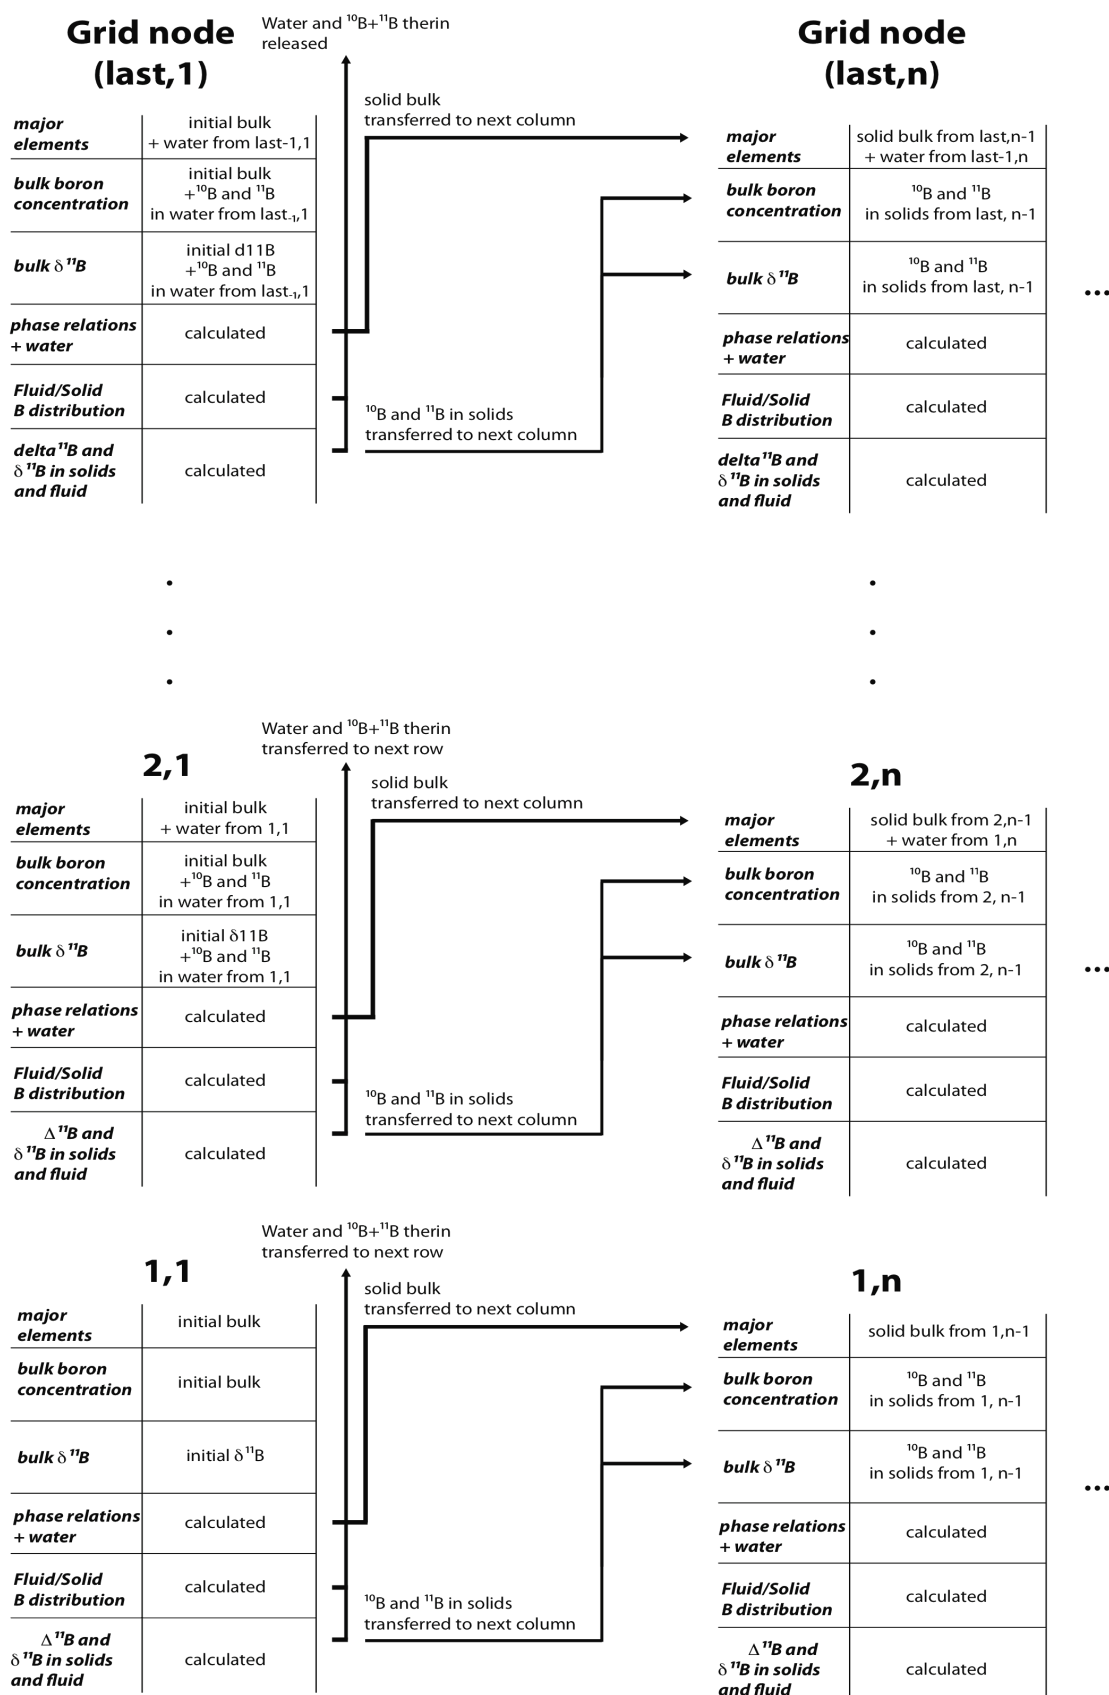 Grid node
(last,1)
Water and ¹⁰B+¹¹B therin
released
Grid node
(last,n)
solid bulk
transferred to next column
major
elements
initial bulk
+ water from last-1,1
bulk boron
concentration
initial bulk
+¹⁰B and ¹¹B
in water from last-1,1
bulk δ ¹¹B
initial d11B
+¹⁰B and ¹¹B
in water from last-1,1
phase relations
+ water
calculated
Fluid/Solid
B distribution
calculated
delta¹¹B and
δ ¹¹B in solids
and fluid
calculated
¹⁰B and ¹¹B in solids
transferred to next column
major
elements
solid bulk from last,n-1
+ water from last-1,n
bulk boron
concentration
¹⁰B and ¹¹B
in solids from last, n-1
bulk δ ¹¹B
¹⁰B and ¹¹B
in solids from last, n-1
...
phase relations
+ water
calculated
Fluid/Solid
B distribution
calculated
delta¹¹B and
δ ¹¹B in solids
and fluid
calculated
Water and ¹⁰B+¹¹B therin
transferred to next row
2,1
solid bulk
transferred to next column
major
elements
initial bulk
+ water from 1,1
bulk boron
concentration
initial bulk
+¹⁰B and ¹¹B
in water from 1,1
bulk δ ¹¹B
initial δ11B
+¹⁰B and ¹¹B
in water from 1,1
phase relations
+ water
calculated
Fluid/Solid
B distribution
calculated
Δ ¹¹B and
δ ¹¹B in solids
and fluid
calculated
¹⁰B and ¹¹B in solids
transferred to next column
2,n
major
elements
solid bulk from 2,n-1
+ water from 1,n
bulk boron
concentration
¹⁰B and ¹¹B
in solids from 2, n-1
bulk δ ¹¹B
¹⁰B and ¹¹B
in solids from 2, n-1
...
phase relations
+ water
calculated
Fluid/Solid
B distribution
calculated
Δ ¹¹B and
δ ¹¹B in solids
and fluid
calculated
Water and ¹⁰B+¹¹B therin
transferred to next row
1,1
solid bulk
transferred to next column
major
elements
initial bulk
bulk boron
concentration
initial bulk
bulk δ ¹¹B
initial δ ¹¹B
phase relations
+ water
calculated
Fluid/Solid
B distribution
calculated
Δ ¹¹B and
δ ¹¹B in solids
and fluid
calculated
¹⁰B and ¹¹B in solids
transferred to next column
1,n
major
elements
solid bulk from 1,n-1
bulk boron
concentration
¹⁰B and ¹¹B
in solids from 1, n-1
bulk δ ¹¹B
¹⁰B and ¹¹B
in solids from 1, n-1
...
phase relations
+ water
calculated
Fluid/Solid
B distribution
calculated
Δ ¹¹B and
δ ¹¹B in solids
and fluid
calculated